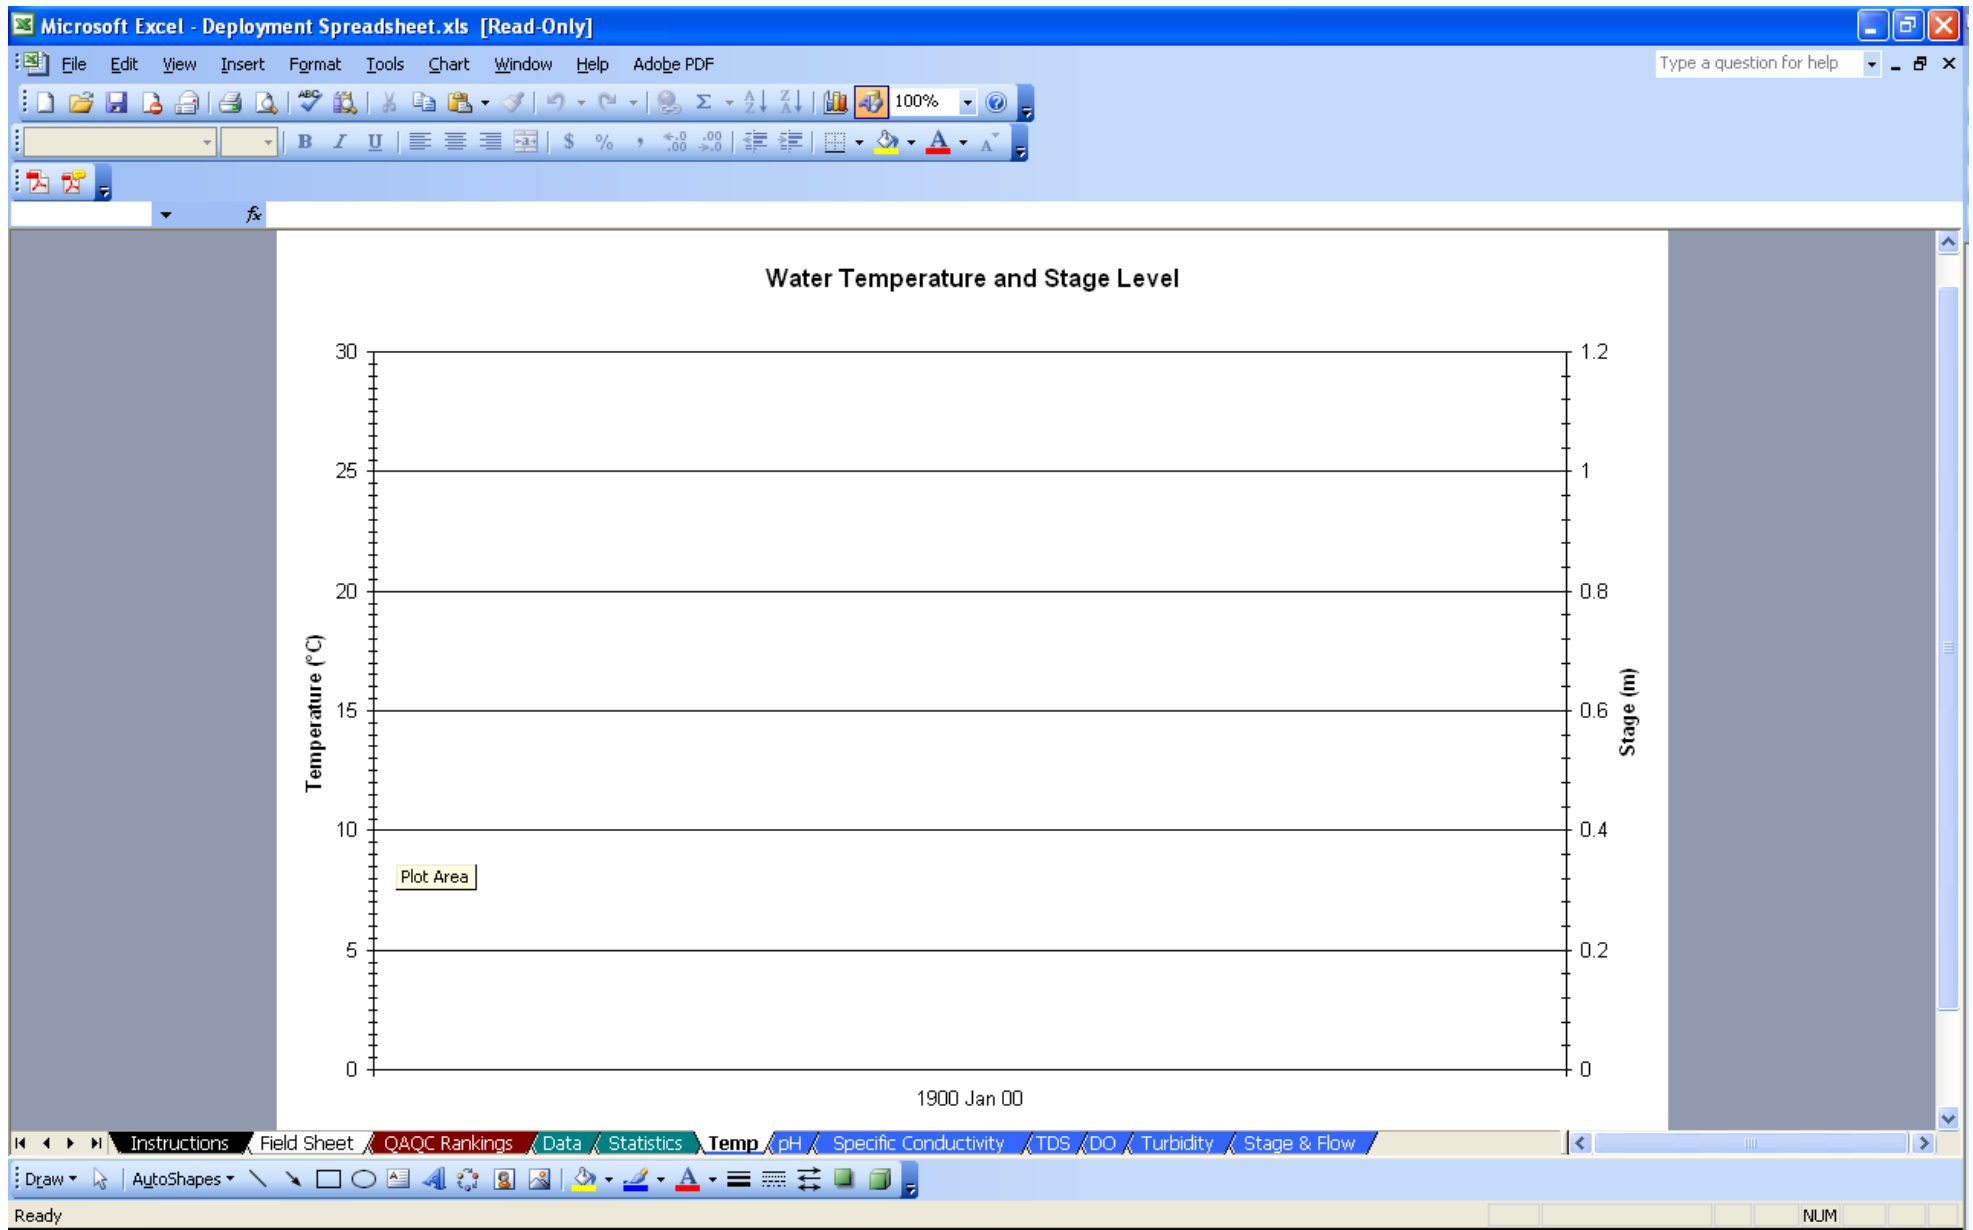 Microsoft Excel - Deployment Spreadsheet.xls [Read-Only]
File Edit View Insert Format Tools Chart Window Help Adobe PDF Type a question for help
100%
B I U $ % ,
fx
Water Temperature and Stage Level
30 1.2
25 1
20 0.8
15 0.6
10 0.4
5 0.2
0 0
Temperature (°C)
Stage (m)
Plot Area
1900 Jan 00
Instructions Field Sheet QAQC Rankings Data Statistics Temp pH Specific Conductivity TDS DO Turbidity Stage & Flow
Draw AutoShapes
Ready NUM